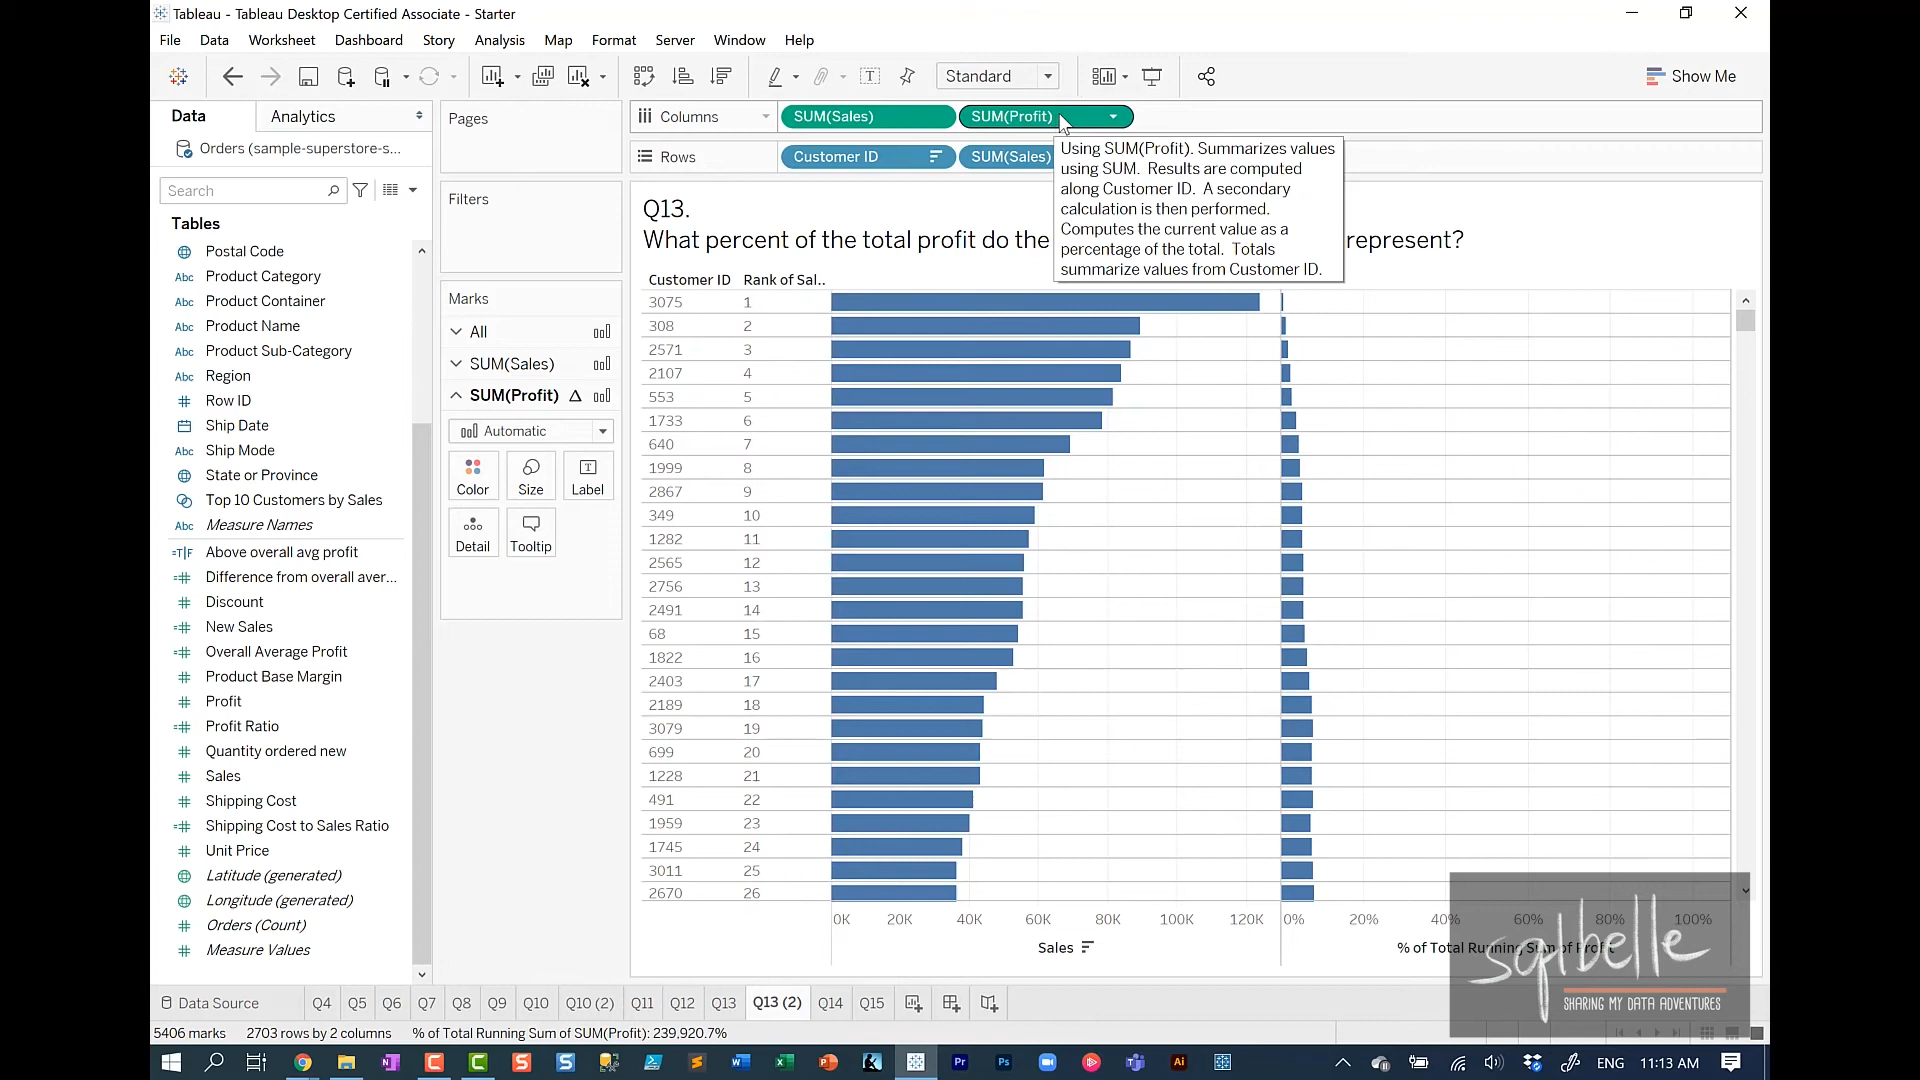 Tableau - Tableau Desktop Certified Associate - Starter
File Data Worksheet Dashboard Story Analysis Map Format Server Window Help
Standard
Show Me
Data
Analytics
Orders (sample-superstore-s...
Search
Tables
Postal Code
Abc Product Category
Abc Product Container
Abc Product Name
Abc Product Sub-Category
Abc Region
Row ID
Ship Date
Abc Ship Mode
State or Province
Top 10 Customers by Sales
Abc Measure Names
=T|F Above overall avg profit
Difference from overall aver...
Discount
New Sales
Overall Average Profit
Product Base Margin
Profit
Profit Ratio
Quantity ordered new
Sales
Shipping Cost
Shipping Cost to Sales Ratio
Unit Price
Latitude (generated)
Longitude (generated)
Orders (Count)
Measure Values
Pages
Filters
Marks
All
SUM(Sales)
SUM(Profit)
Automatic
Color Size Label
Detail Tooltip
Columns SUM(Sales) SUM(Profit)
Rows Customer ID SUM(Sales)
Using SUM(Profit). Summarizes values
using SUM. Results are computed
along Customer ID. A secondary
calculation is then performed.
Computes the current value as a
percentage of the total. Totals
summarize values from Customer ID.
Q13.
What percent of the total profit do the represent?
Customer ID Rank of Sal..
3075 1
308 2
2571 3
2107 4
553 5
1733 6
640 7
1999 8
2867 9
349 10
1282 11
2565 12
2756 13
2491 14
68 15
1822 16
2403 17
2189 18
3079 19
699 20
1228 21
491 22
1959 23
1745 24
3011 25
2670 26
0K 20K 40K 60K 80K 100K 120K 0% 20% 40% 60% 80% 100%
Sales
% of Total Running Sum of Profit
sqlbelle
SHARING MY DATA ADVENTURES
Data Source Q4 Q5 Q6 Q7 Q8 Q9 Q10 Q10 (2) Q11 Q12 Q13 Q13 (2) Q14 Q15
5406 marks 2703 rows by 2 columns % of Total Running Sum of SUM(Profit): 239,920.7%
ENG 11:13 AM